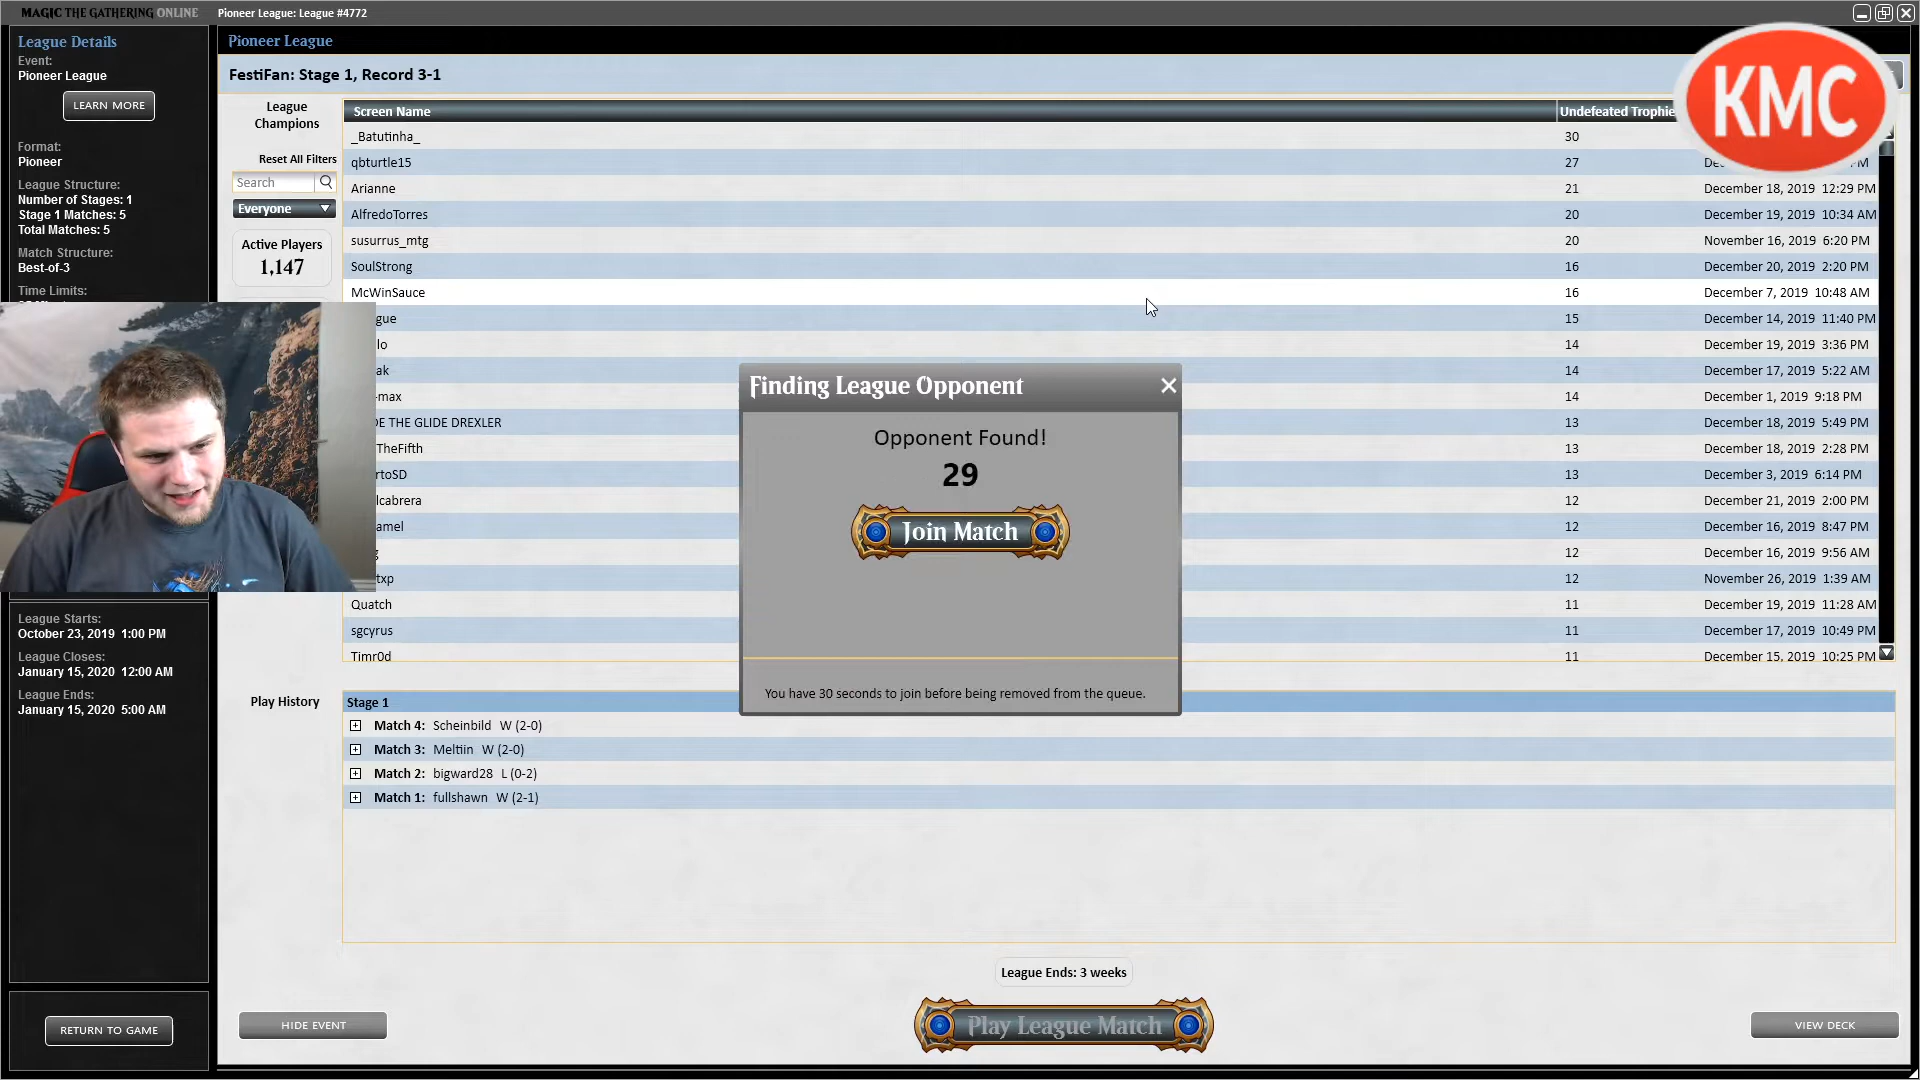 MAGIC THE GATHERING ONLINE Pioneer League: League #4772
League Details
Event:
Pioneer League
LEARN MORE
Format:
Pioneer
League Structure:
Number of Stages: 1
Stage 1 Matches: 5
Total Matches: 5
Match Structure:
Best-of-3
Time Limits:
League Starts:
October 23, 2019 1:00 PM
League Closes:
January 15, 2020 12:00 AM
League Ends:
January 15, 2020 5:00 AM
RETURN TO GAME
Pioneer League
FestiFan: Stage 1, Record 3-1
KMC
League
Champions
Reset All Filters
Search
Everyone
Active Players
1,147
Screen Name Undefeated Trophie
_Batutinha_ 30
qbturtle15 27
Arianne 21 December 18, 2019 12:29 PM
AlfredoTorres 20 December 19, 2019 10:34 AM
susurrus_mtg 20 November 16, 2019 6:20 PM
SoulStrong 16 December 20, 2019 2:20 PM
McWinSauce 16 December 7, 2019 10:48 AM
gue 15 December 14, 2019 11:40 PM
lo 14 December 19, 2019 3:36 PM
ak 14 December 17, 2019 5:22 AM
-max 14 December 1, 2019 9:18 PM
DE THE GLIDE DREXLER 13 December 18, 2019 5:49 PM
TheFifth 13 December 18, 2019 2:28 PM
rtoSD 13 December 3, 2019 6:14 PM
lcabrera 12 December 21, 2019 2:00 PM
amel 12 December 16, 2019 8:47 PM
12 December 16, 2019 9:56 AM
txp 12 November 26, 2019 1:39 AM
Quatch 11 December 19, 2019 11:28 AM
sgcyrus 11 December 17, 2019 10:49 PM
Timr0d 11 December 15, 2019 10:25 PM
Finding League Opponent
Opponent Found!
29
Join Match
You have 30 seconds to join before being removed from the queue.
Play History
Stage 1
Match 4: Scheinbild W (2-0)
Match 3: Meltiin W (2-0)
Match 2: bigward28 L (0-2)
Match 1: fullshawn W (2-1)
League Ends: 3 weeks
HIDE EVENT
Play League Match
VIEW DECK